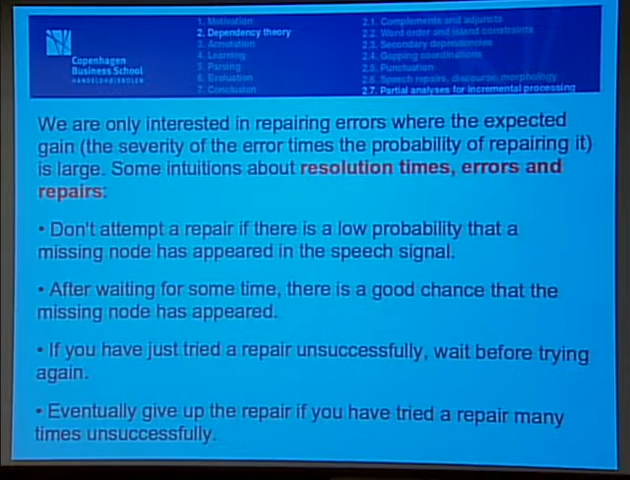 Copenhagen
Business School
HANDELSHØJSKOLEN
1. Motivation
2. Dependency theory
3. Annotation
4. Learning
5. Parsing
6. Evaluation
7. Conclusion
2.1. Complements and adjuncts
2.2. Word order and island constraints
2.3. Secondary dependencies
2.4. Gapping coordinations
2.5. Punctuation
2.6. Speech repairs, discourse, morphology
2.7. Partial analyses for incremental processing
We are only interested in repairing errors where the expected
gain (the severity of the error times the probability of repairing it)
is large. Some intuitions about resolution times, errors and
repairs:
• Don't attempt a repair if there is a low probability that a
missing node has appeared in the speech signal.
• After waiting for some time, there is a good chance that the
missing node has appeared.
• If you have just tried a repair unsuccessfully, wait before trying
again.
• Eventually give up the repair if you have tried a repair many
times unsuccessfully.